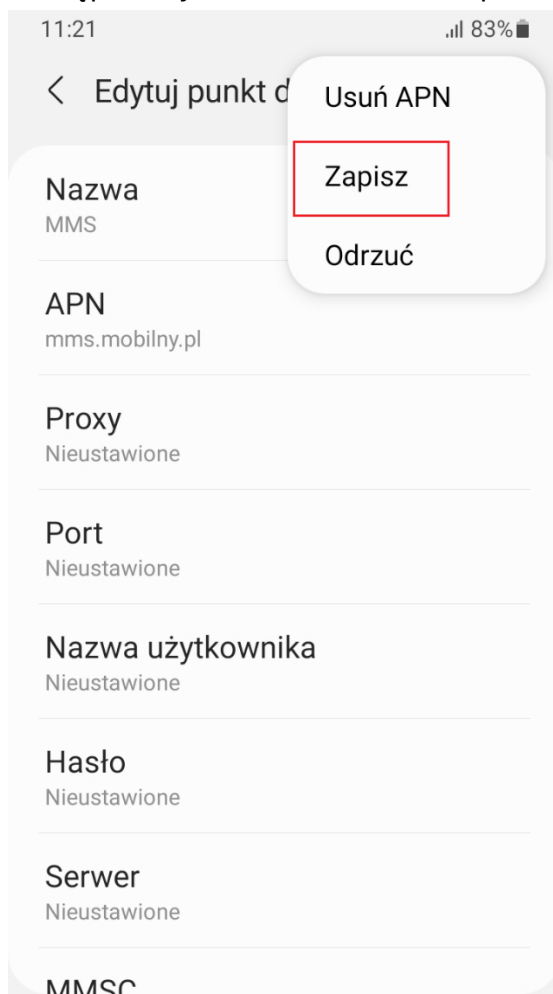 11:21 83%
Edytuj punkt d
Usuń APN
Zapisz
Odrzuć
Nazwa
MMS
APN
mms.mobilny.pl
Proxy
Nieustawione
Port
Nieustawione
Nazwa użytkownika
Nieustawione
Hasło
Nieustawione
Serwer
Nieustawione
MMSC